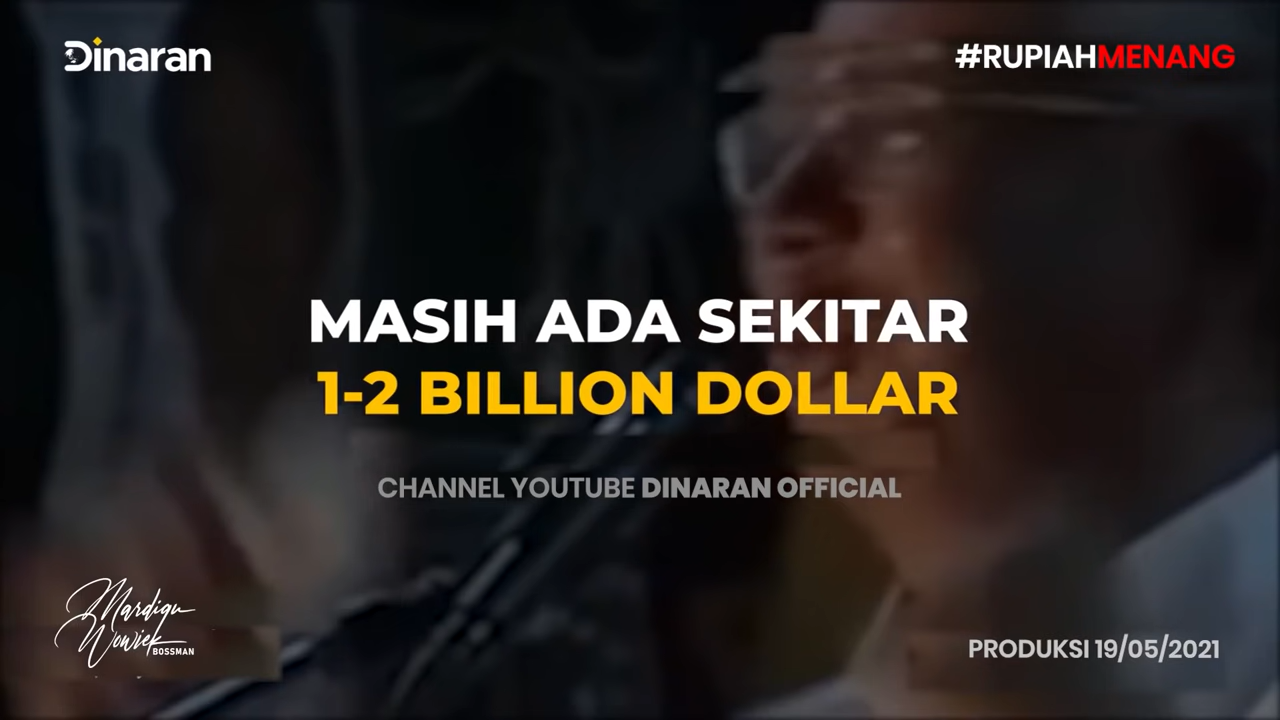 Dinaran
#RUPIAHMENANG
MASIH ADA SEKITAR
1-2 BILLION DOLLAR
CHANNEL YOUTUBE DINARAN OFFICIAL
Mardigu
Wowiek
BOSSMAN
PRODUKSI 19/05/2021